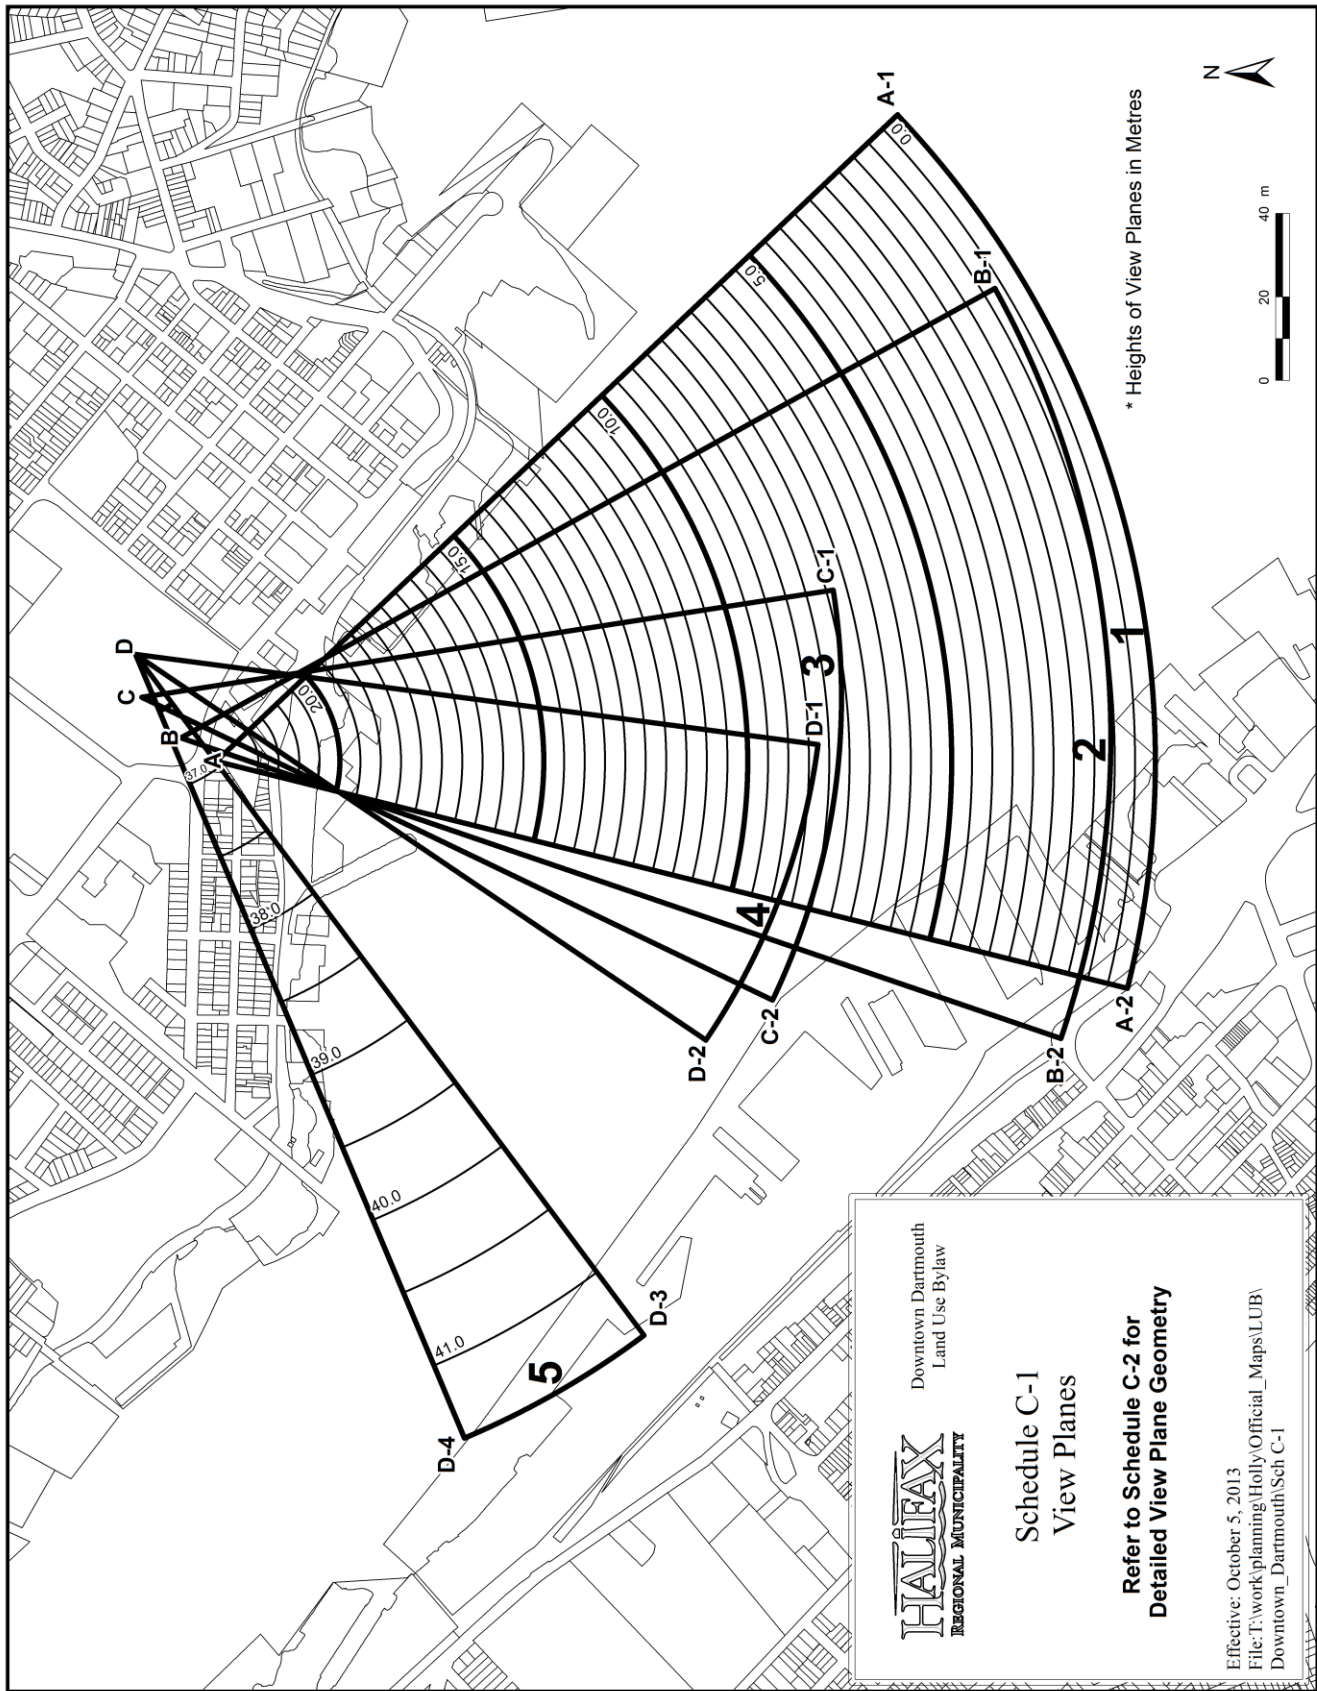 HALIFAX
REGIONAL MUNICIPALITY
Downtown Dartmouth
Land Use Bylaw
Schedule C-1
View Planes
Refer to Schedule C-2 for
Detailed View Plane Geometry
Effective: October 5, 2013
File:T:\work\planning\Holly\Official_Maps\LUB\
Downtown_Dartmouth\Sch C-1
D-4
D-3
5
41.0
40.0
39.0
38.0
37.0
A
B
C
D
D-2
C-2
B-2
A-2
4
D-1
3
C-1
2
1
B-1
A-1
20.0
15.0
10.0
5.0
0.0
* Heights of View Planes in Metres
0
20
40 m
N